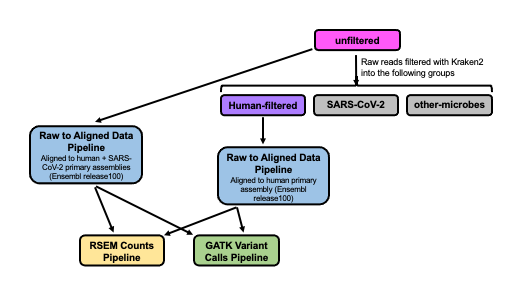 unfiltered
Raw reads filtered with Kraken2
into the following groups
Human-filtered
SARS-CoV-2
other-microbes
Raw to Aligned Data
Pipeline
Aligned to human + SARS-
CoV-2 primary assemblies
(Ensembl release100)
Raw to Aligned Data
Pipeline
Aligned to human primary
assembly (Ensembl
release100)
RSEM Counts
Pipeline
GATK Variant
Calls Pipeline